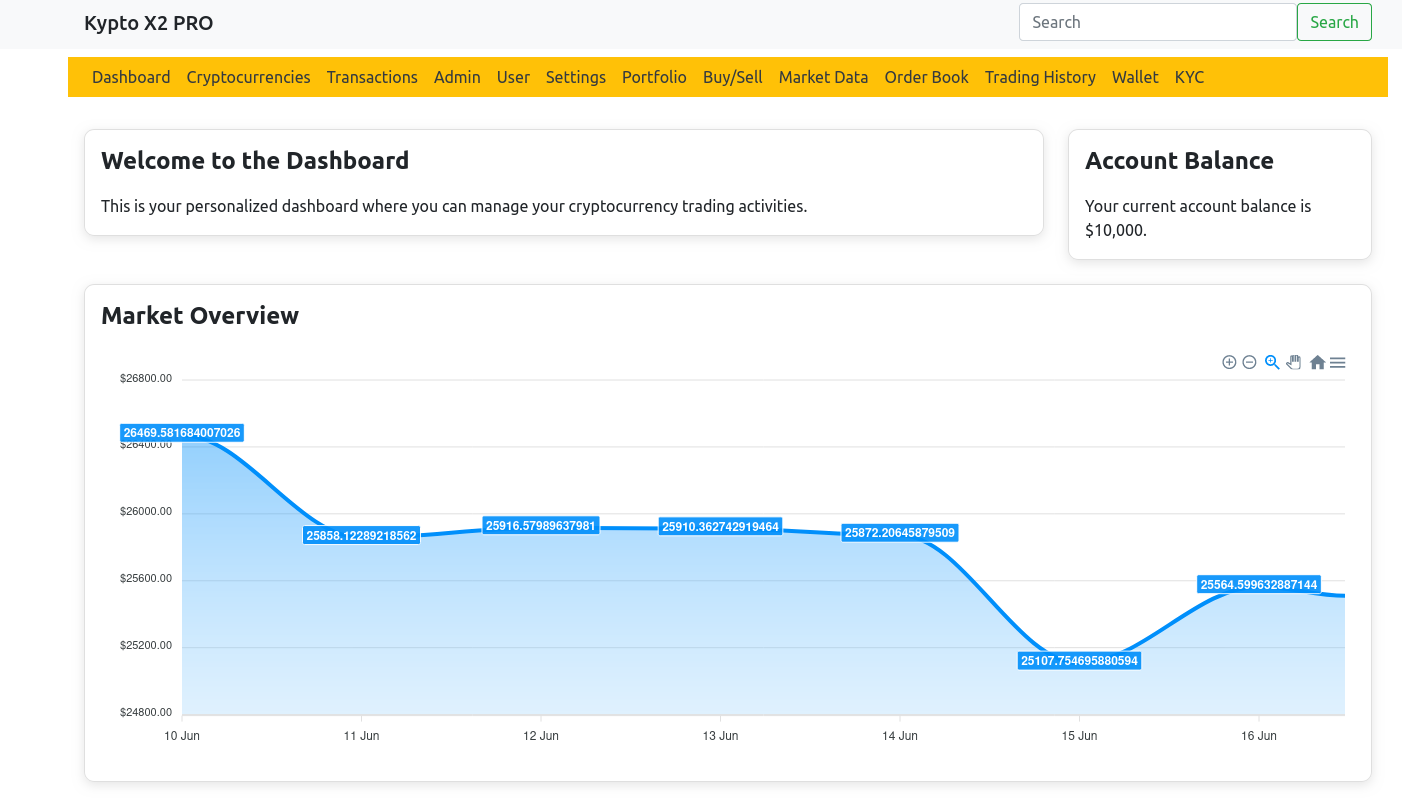 Kypto X2 PRO
Search Search
Dashboard Cryptocurrencies Transactions Admin User Settings Portfolio Buy/Sell Market Data Order Book Trading History Wallet KYC
Welcome to the Dashboard
This is your personalized dashboard where you can manage your cryptocurrency trading activities.
Account Balance
Your current account balance is
$10,000.
Market Overview
$26800.00
26469.581684007026
$26400.00
$26000.00
25858.12289218562
25916.57989637981
25910.362742919464
25872.20645879509
$25600.00
25564.599632887144
$25200.00
25107.754695880594
$24800.00
10 Jun 11 Jun 12 Jun 13 Jun 14 Jun 15 Jun 16 Jun